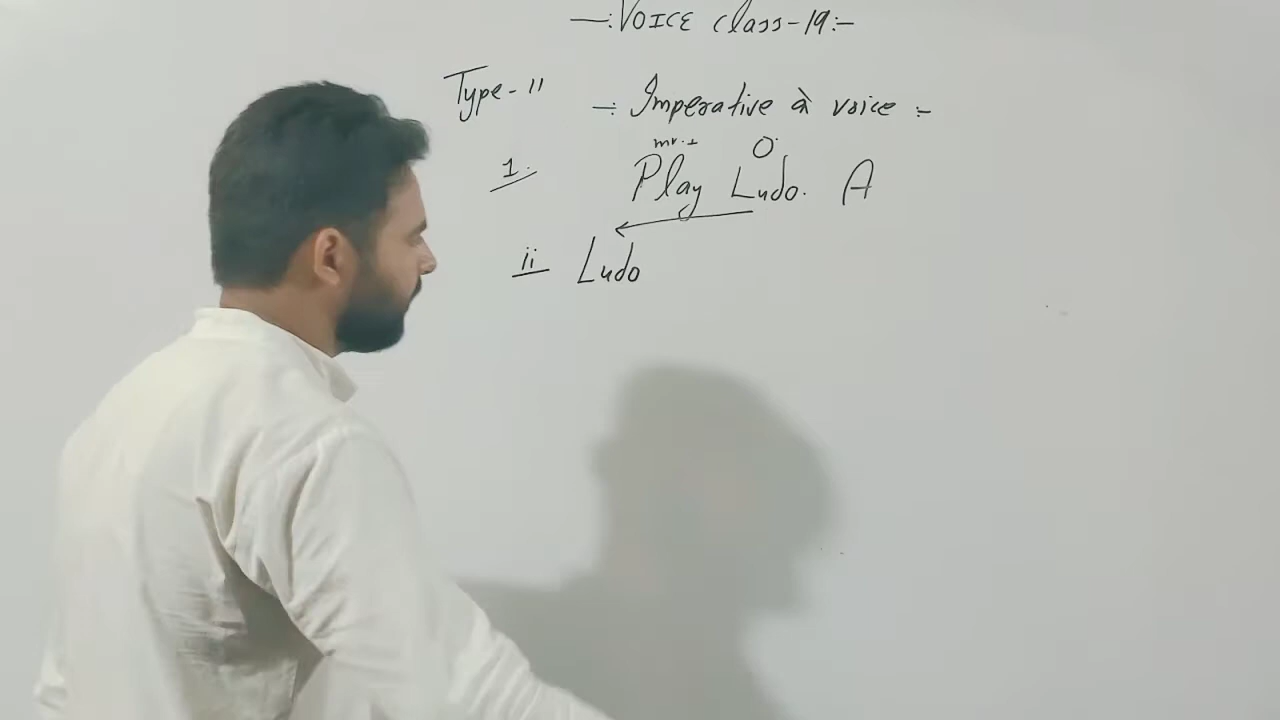 —:VOICE Class-19:—
Type-II -: Imperative à voice :-
O.
1. Play Ludo. A
ii Ludo